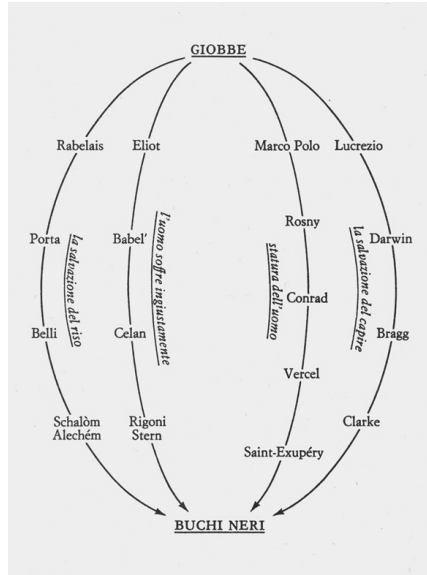 GIOBBE
Rabelais
Eliot
Marco Polo
Lucrezio
Rosny
Porta
Babel'
Darwin
la salvazione del riso
l'uomo soffre ingiustamente
statura dell'uomo
la salvazione del capire
Conrad
Belli
Celan
Bragg
Vercel
Schalòm
Alechém
Rigoni
Stern
Clarke
Saint-Exupéry
BUCHI NERI